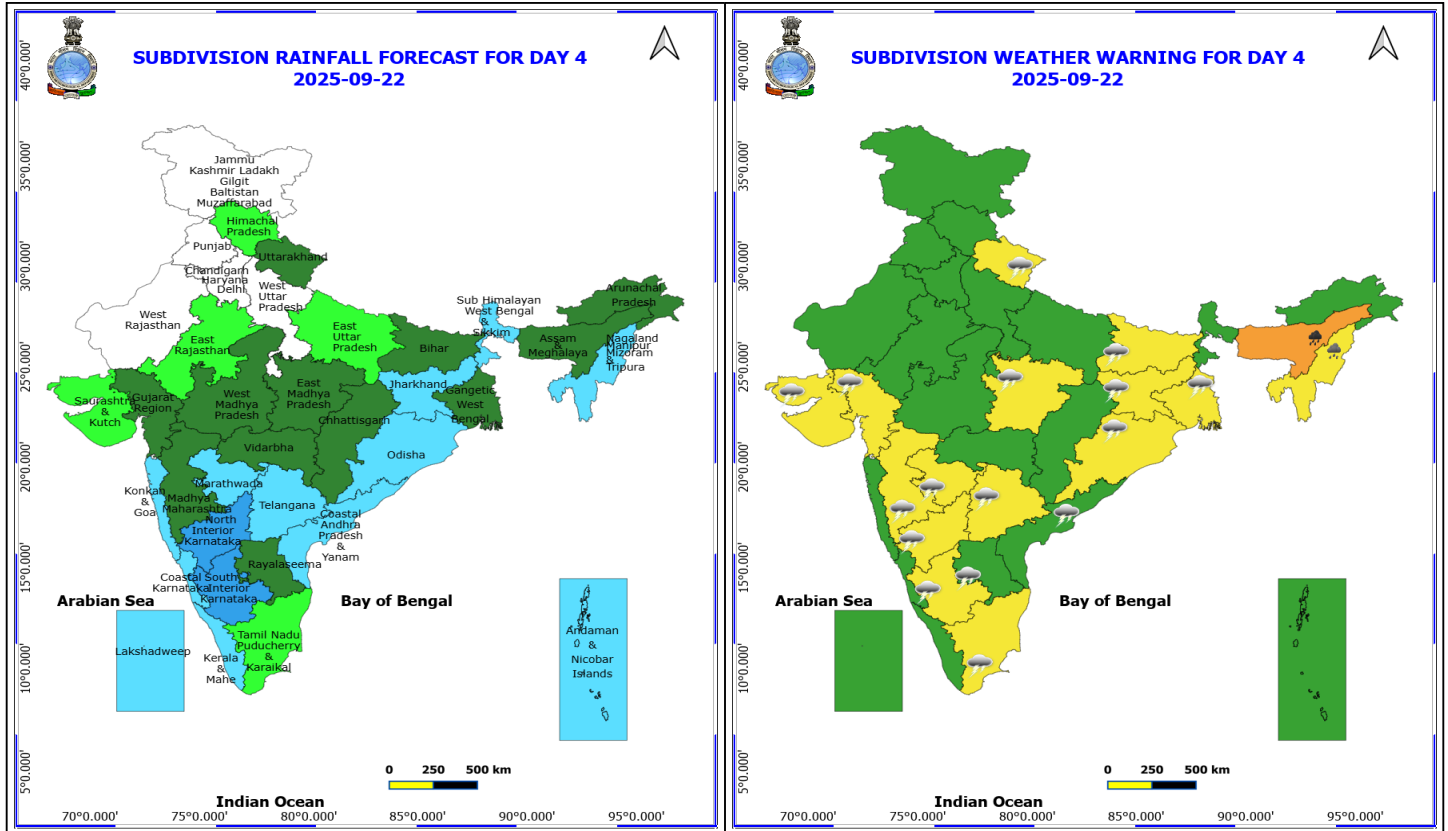 SUBDIVISION RAINFALL FORECAST FOR DAY 4
2025-09-22
40°0.000'
35°0.000'
30°0.000'
25°0.000'
20°0.000'
15°0.000'
10°0.000'
5°0.000'
Jammu
Kashmir Ladakh
Gilgit
Baltistan
Muzaffarabad
Himachal
Pradesh
Punjab
Uttarakhand
Chandigarh
Haryana
Delhi
West
Uttar
Pradesh
West
Rajasthan
East
Rajasthan
East
Uttar
Pradesh
Sub Himalayan
West Bengal
&
Sikkim
Arunachal
Pradesh
Assam
&
Meghalaya
Nagaland
Manipur
Mizoram
&
Tripura
Bihar
Jharkhand
Gangetic
West
Bengal
Saurashtra
&
Kutch
Gujarat
Region
West
Madhya
Pradesh
East
Madhya
Pradesh
Chhattisgarh
Vidarbha
Odisha
Konkan
&
Goa
Madhya
Maharashtra
Marathwada
Telangana
Coastal
Andhra
Pradesh
&
Yanam
North
Interior
Karnataka
Rayalaseema
Coastal
Karnataka
South
Interior
Karnataka
Tamil Nadu
Puducherry
&
Karaikal
Kerala
&
Mahe
Lakshadweep
Andaman
&
Nicobar
Islands
Arabian Sea
Bay of Bengal
Indian Ocean
0 250 500 km
70°0.000' 75°0.000' 80°0.000' 85°0.000' 90°0.000' 95°0.000'
SUBDIVISION WEATHER WARNING FOR DAY 4
2025-09-22
40°0.000'
35°0.000'
30°0.000'
25°0.000'
20°0.000'
15°0.000'
10°0.000'
5°0.000'
Arabian Sea
Bay of Bengal
Indian Ocean
0 250 500 km
70°0.000' 75°0.000' 80°0.000' 85°0.000' 90°0.000' 95°0.000'